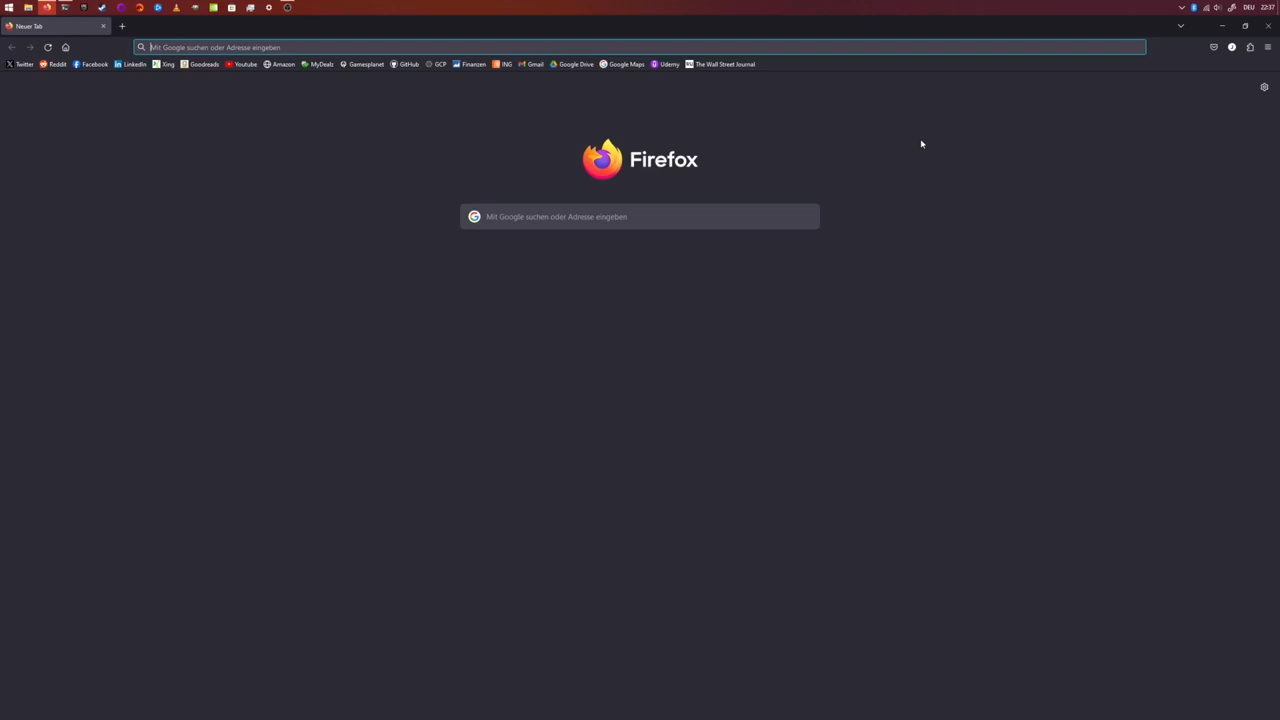 DEU 22:37
Neuer Tab
Mit Google suchen oder Adresse eingeben
Twitter Reddit Facebook LinkedIn Xing Goodreads Youtube Amazon MyDealz Gamesplanet GitHub GCP Finanzen ING Gmail Google Drive Google Maps Udemy The Wall Street Journal
Firefox
Mit Google suchen oder Adresse eingeben